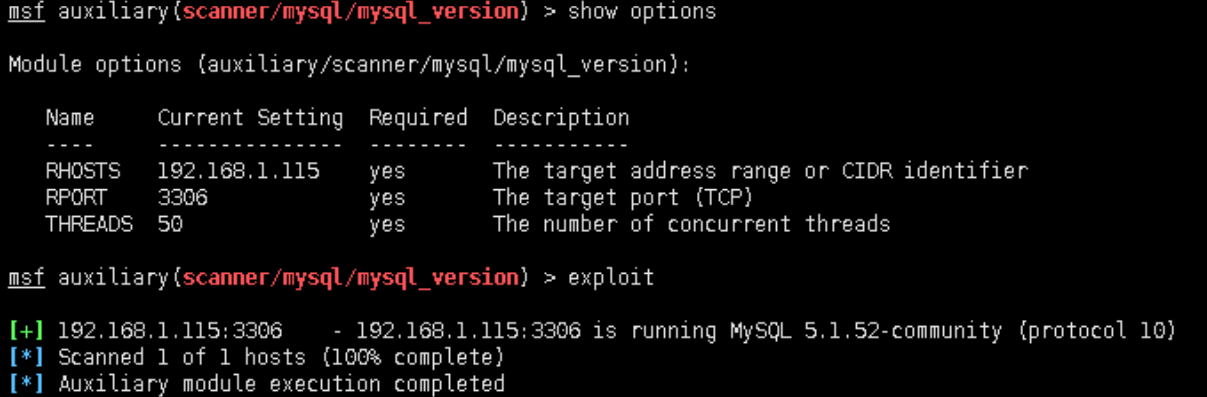 msf auxiliary(scanner/mysql/mysql_version) > show options
Module options (auxiliary/scanner/mysql/mysql_version):
Name Current Setting Required Description
---- --------------- -------- -----------
RHOSTS 192.168.1.115 yes The target address range or CIDR identifier
RPORT 3306 yes The target port (TCP)
THREADS 50 yes The number of concurrent threads
msf auxiliary(scanner/mysql/mysql_version) > exploit
[+] 192.168.1.115:3306 - 192.168.1.115:3306 is running MySQL 5.1.52-community (protocol 10)
[*] Scanned 1 of 1 hosts (100% complete)
[*] Auxiliary module execution completed